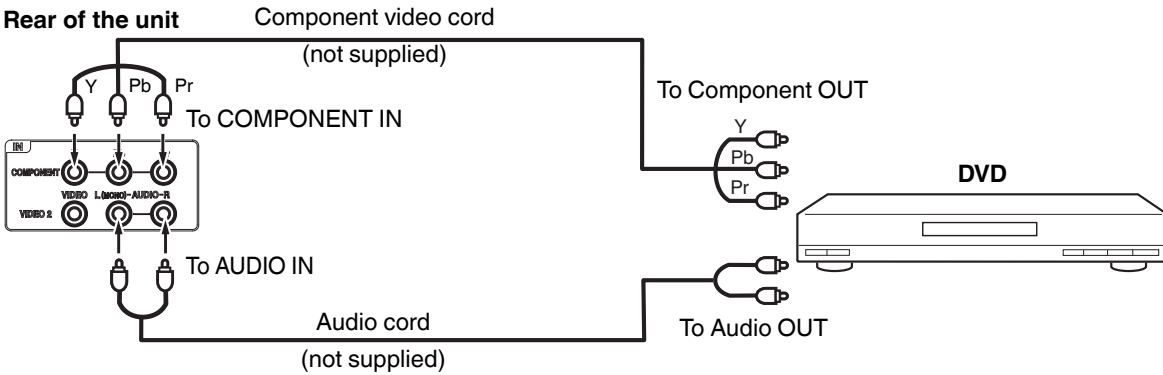 Rear of the unit
Component video cord
(not supplied)
Y Pb Pr
To COMPONENT IN
To Component OUT
IN
COMPONENT
Y
Pb
Pr
DVD
VIDEO L (MONO)-AUDIO-R
VIDEO 2
To AUDIO IN
Audio cord
(not supplied)
To Audio OUT